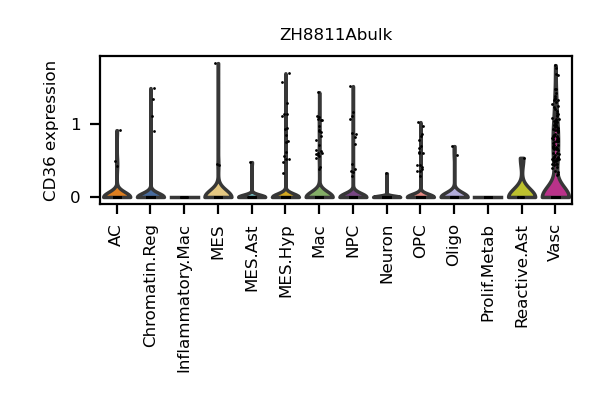 ZH8811Abulk
CD36 expression
1
0
AC
Chromatin.Reg
Inflammatory.Mac
MES
MES.Ast
MES.Hyp
Mac
NPC
Neuron
OPC
Oligo
Prolif.Metab
Reactive.Ast
Vasc